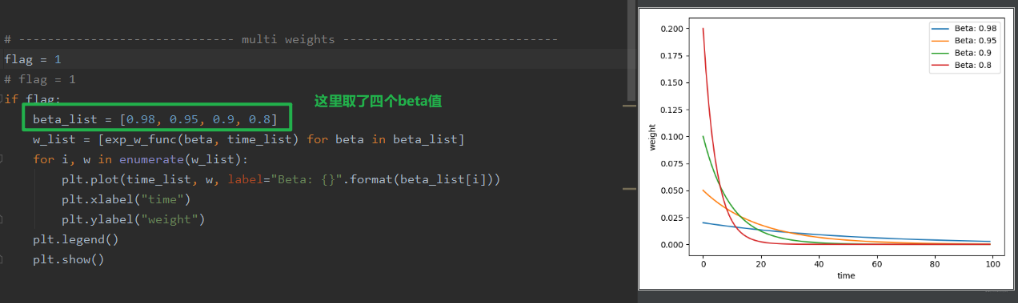 # ------------------------------ multi weights ------------------------------
flag = 1
# flag = 1
if flag:
这里取了四个beta值
beta_list = [0.98, 0.95, 0.9, 0.8]
w_list = [exp_w_func(beta, time_list) for beta in beta_list]
for i, w in enumerate(w_list):
plt.plot(time_list, w, label="Beta: {}".format(beta_list[i]))
plt.xlabel("time")
plt.ylabel("weight")
plt.legend()
plt.show()
Beta: 0.98
Beta: 0.95
Beta: 0.9
Beta: 0.8
0.200
0.175
0.150
0.125
0.100
0.075
0.050
0.025
0.000
weight
0 20 40 60 80 100
time